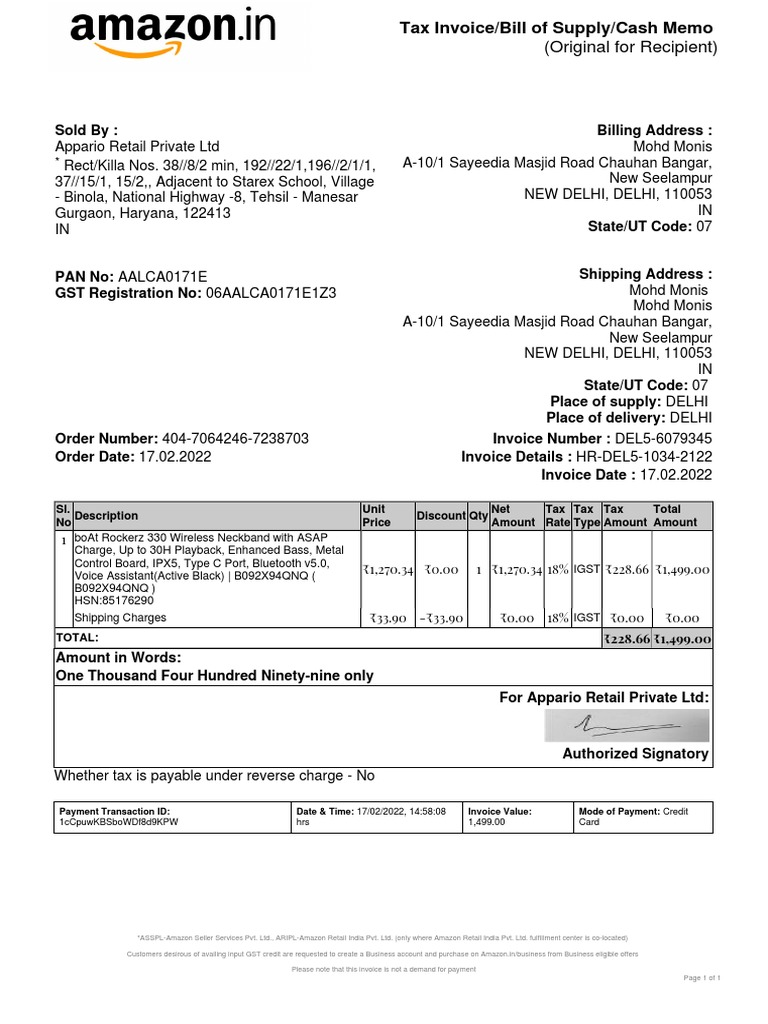 amazon.in
Tax Invoice/Bill of Supply/Cash Memo
(Original for Recipient)
Sold By :
Appario Retail Private Ltd
* Rect/Killa Nos. 38//8/2 min, 192//22/1,196//2/1/1,
37//15/1, 15/2,, Adjacent to Starex School, Village
- Binola, National Highway -8, Tehsil - Manesar
Gurgaon, Haryana, 122413
IN
Billing Address :
Mohd Monis
A-10/1 Sayeedia Masjid Road Chauhan Bangar,
New Seelampur
NEW DELHI, DELHI, 110053
IN
State/UT Code: 07
PAN No: AALCA0171E
GST Registration No: 06AALCA0171E1Z3
Shipping Address :
Mohd Monis
Mohd Monis
A-10/1 Sayeedia Masjid Road Chauhan Bangar,
New Seelampur
NEW DELHI, DELHI, 110053
IN
State/UT Code: 07
Place of supply: DELHI
Place of delivery: DELHI
Order Number: 404-7064246-7238703
Order Date: 17.02.2022
Invoice Number : DEL5-6079345
Invoice Details : HR-DEL5-1034-2122
Invoice Date : 17.02.2022
Sl. No Description Unit Price Discount Qty Net Amount Tax Rate Tax Type Tax Amount Total Amount
1 boAt Rockerz 330 Wireless Neckband with ASAP
Charge, Up to 30H Playback, Enhanced Bass, Metal
Control Board, IPX5, Type C Port, Bluetooth v5.0,
Voice Assistant(Active Black) | B092X94QNQ (
B092X94QNQ )
HSN:85176290
₹1,270.34 ₹0.00 1 ₹1,270.34 18% IGST ₹228.66 ₹1,499.00
Shipping Charges ₹33.90 -₹33.90 ₹0.00 18% IGST ₹0.00 ₹0.00
TOTAL: ₹228.66 ₹1,499.00
Amount in Words:
One Thousand Four Hundred Ninety-nine only
For Appario Retail Private Ltd:
Authorized Signatory
Whether tax is payable under reverse charge - No
Payment Transaction ID:
1cCpuwKBSboWDf8d9KPW
Date & Time: 17/02/2022, 14:58:08
hrs
Invoice Value:
1,499.00
Mode of Payment: Credit
Card
*ASSPL-Amazon Seller Services Pvt. Ltd., ARIPL-Amazon Retail India Pvt. Ltd. (only where Amazon Retail India Pvt. Ltd. fulfillment center is co-located)
Customers desirous of availing input GST credit are requested to create a Business account and purchase on Amazon.in/business from Business eligible offers
Please note that this invoice is not a demand for payment
Page 1 of 1